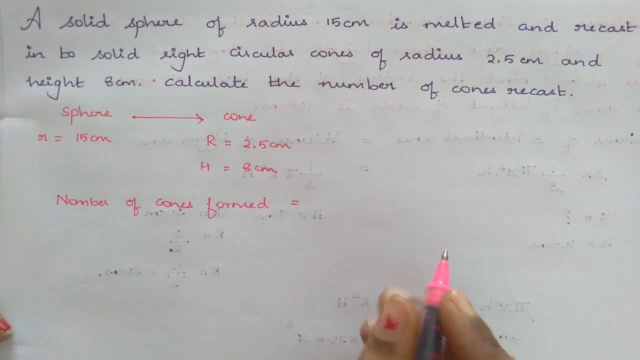 A solid sphere of radius 15cm is melted and recast
in to solid right circular cones of radius 2.5cm and
height 8cm. calculate the number of cones recast.
Sphere ⟶ cone
r = 15cm R = 2.5cm
H = 8cm
Number of cones formed =